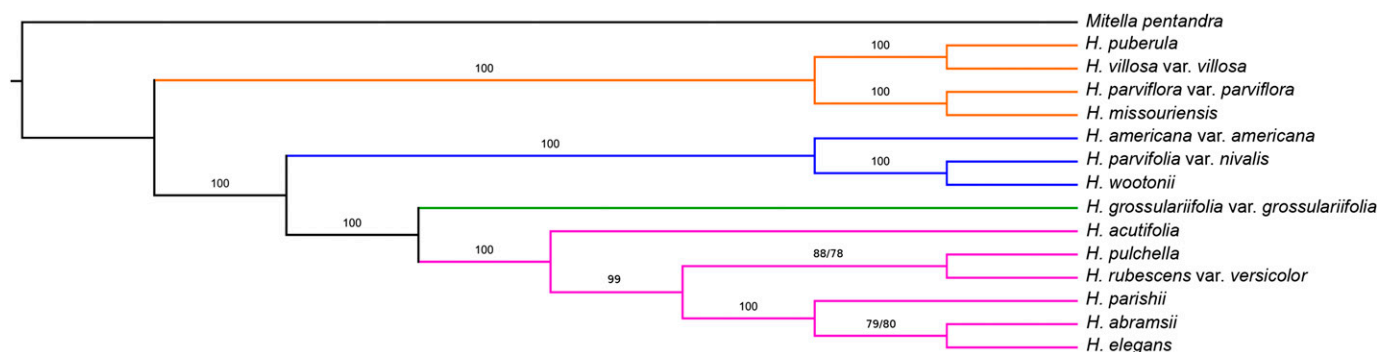 Mitella pentandra
100 H. puberula
100
H. villosa var. villosa
100 H. parviflora var. parviflora
H. missouriensis
H. americana var. americana
100
100 H. parvifolia var. nivalis
100 H. wootonii
H. grossulariifolia var. grossulariifolia
100
H. acutifolia
100
88/78 H. pulchella
99 H. rubescens var. versicolor
H. parishii
100
79/80 H. abramsii
H. elegans